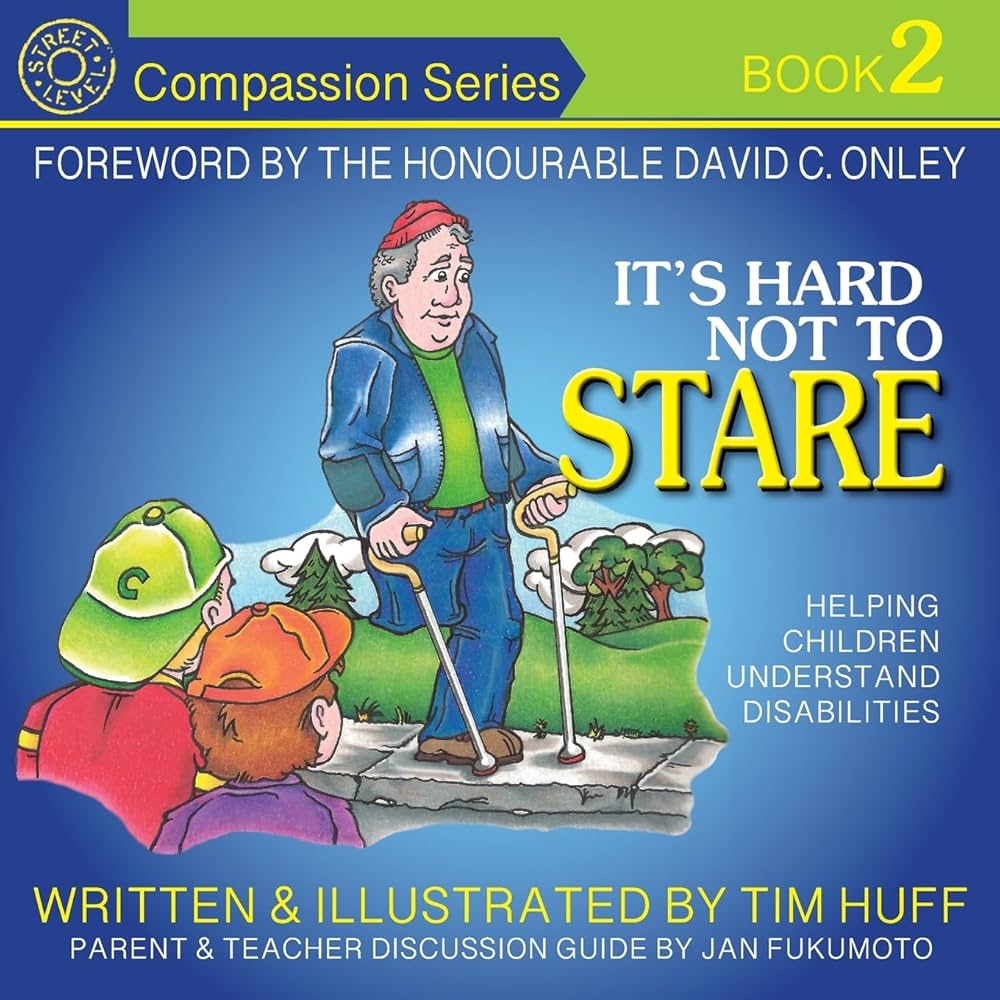 STREET LEVEL
Compassion Series
BOOK 2
FOREWORD BY THE HONOURABLE DAVID C. ONLEY
IT'S HARD
NOT TO
STARE
C
HELPING
CHILDREN
UNDERSTAND
DISABILITIES
WRITTEN & ILLUSTRATED BY TIM HUFF
PARENT & TEACHER DISCUSSION GUIDE BY JAN FUKUMOTO